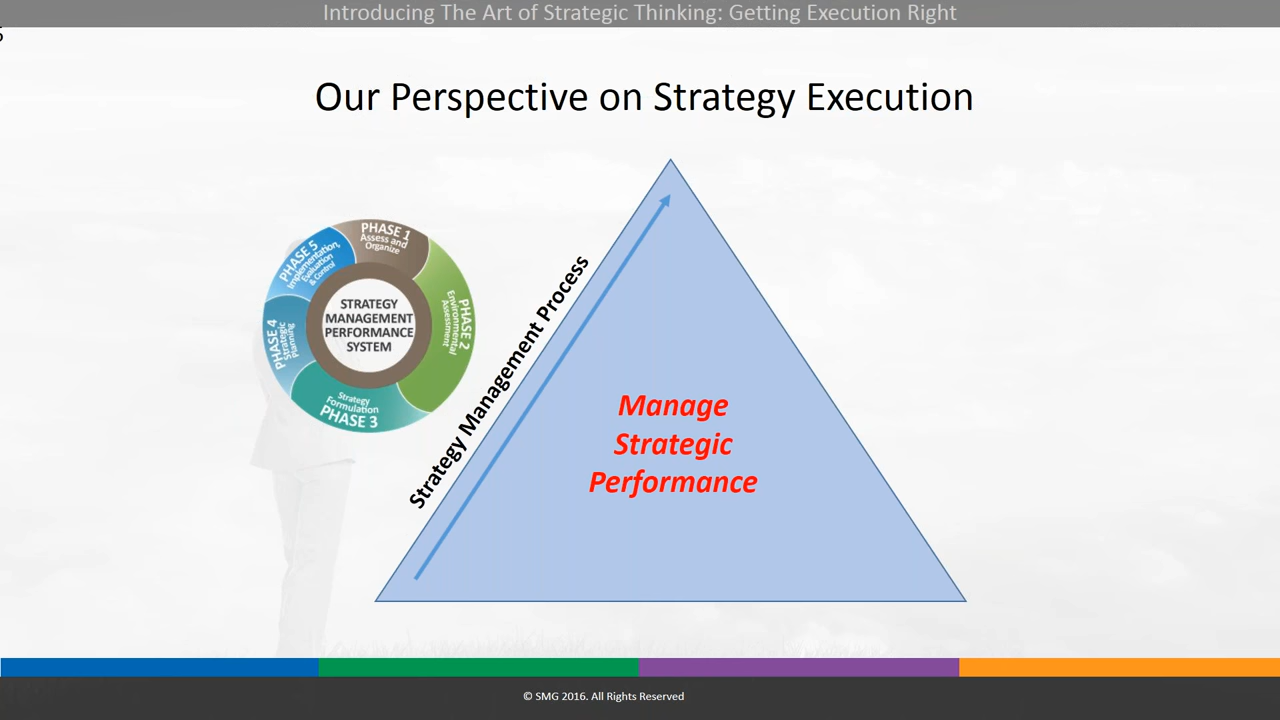 Introducing The Art of Strategic Thinking: Getting Execution Right
Our Perspective on Strategy Execution
PHASE 1
Assess and
Organize
PHASE 2
Environmental
Assessment
Strategy
Formulation
PHASE 3
PHASE 4
Strategic
Planning
PHASE 5
Implementation,
Evaluation
& Control
STRATEGY
MANAGEMENT
PERFORMANCE
SYSTEM
Strategy Management Process
Manage
Strategic
Performance
© SMG 2016. All Rights Reserved